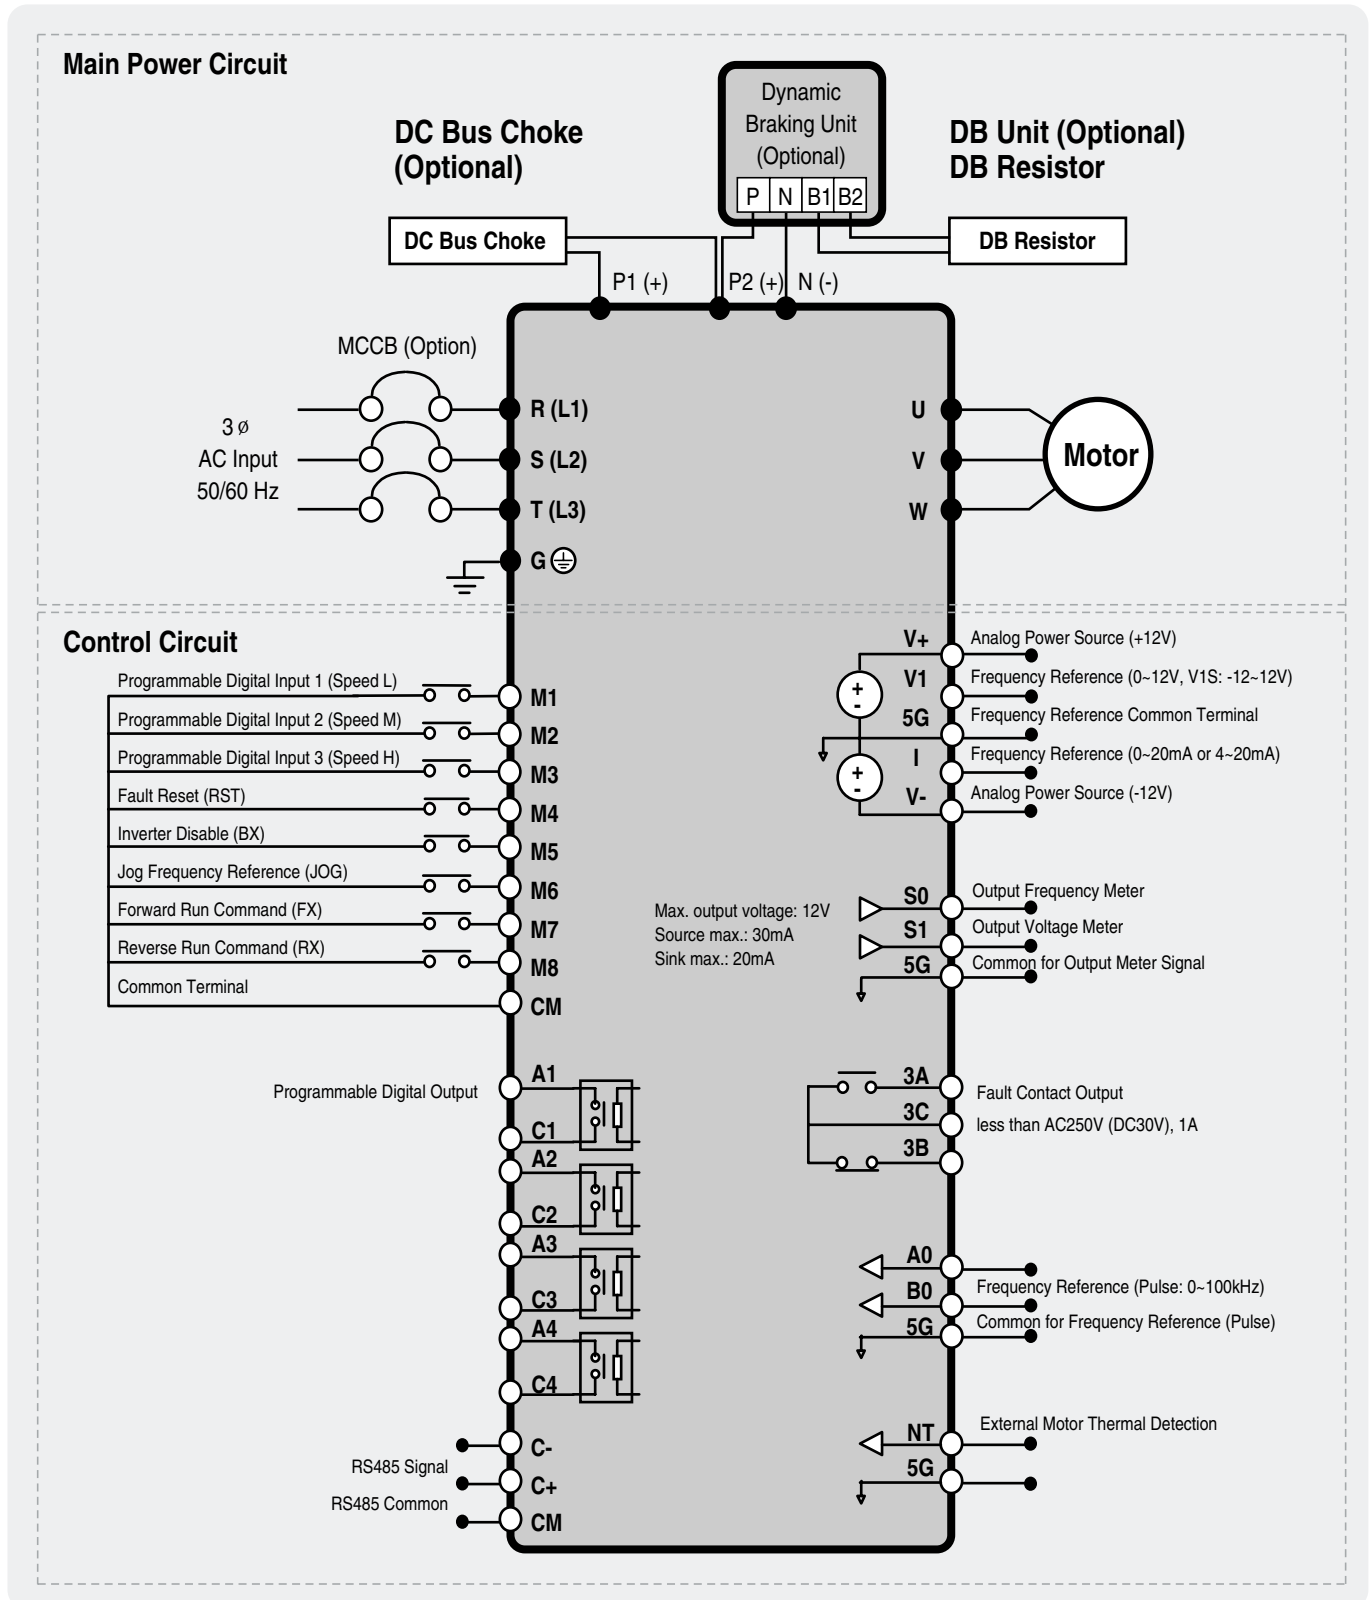 Main Power Circuit
DC Bus Choke
(Optional)
Dynamic
Braking Unit
(Optional)
P N B1 B2
DB Unit (Optional)
DB Resistor
DC Bus Choke
DB Resistor
P1 (+)
P2 (+)
N (-)
MCCB (Option)
3 ø
AC Input
50/60 Hz
R (L1)
S (L2)
T (L3)
G
U
V
W
Motor
Control Circuit
Programmable Digital Input 1 (Speed L)
M1
Programmable Digital Input 2 (Speed M)
M2
Programmable Digital Input 3 (Speed H)
M3
Fault Reset (RST)
M4
Inverter Disable (BX)
M5
Jog Frequency Reference (JOG)
M6
Forward Run Command (FX)
M7
Reverse Run Command (RX)
M8
Common Terminal
CM
V+
Analog Power Source (+12V)
V1
Frequency Reference (0~12V, V1S: -12~12V)
5G
Frequency Reference Common Terminal
I
Frequency Reference (0~20mA or 4~20mA)
V-
Analog Power Source (-12V)
+
-
+
-
Max. output voltage: 12V
Source max.: 30mA
Sink max.: 20mA
S0
Output Frequency Meter
S1
Output Voltage Meter
5G
Common for Output Meter Signal
Programmable Digital Output
A1
C1
A2
C2
A3
C3
A4
C4
3A
Fault Contact Output
3C
less than AC250V (DC30V), 1A
3B
A0
B0
Frequency Reference (Pulse: 0~100kHz)
5G
Common for Frequency Reference (Pulse)
NT
External Motor Thermal Detection
5G
C-
RS485 Signal
C+
RS485 Common
CM